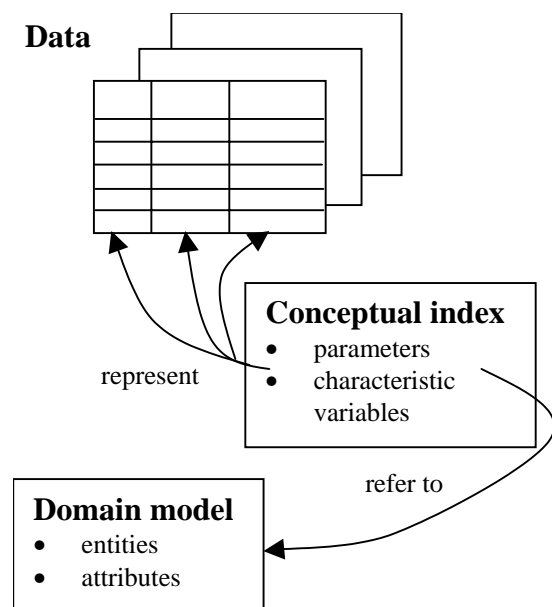 Data
Conceptual index
• parameters
• characteristic
variables
represent
refer to
Domain model
• entities
• attributes